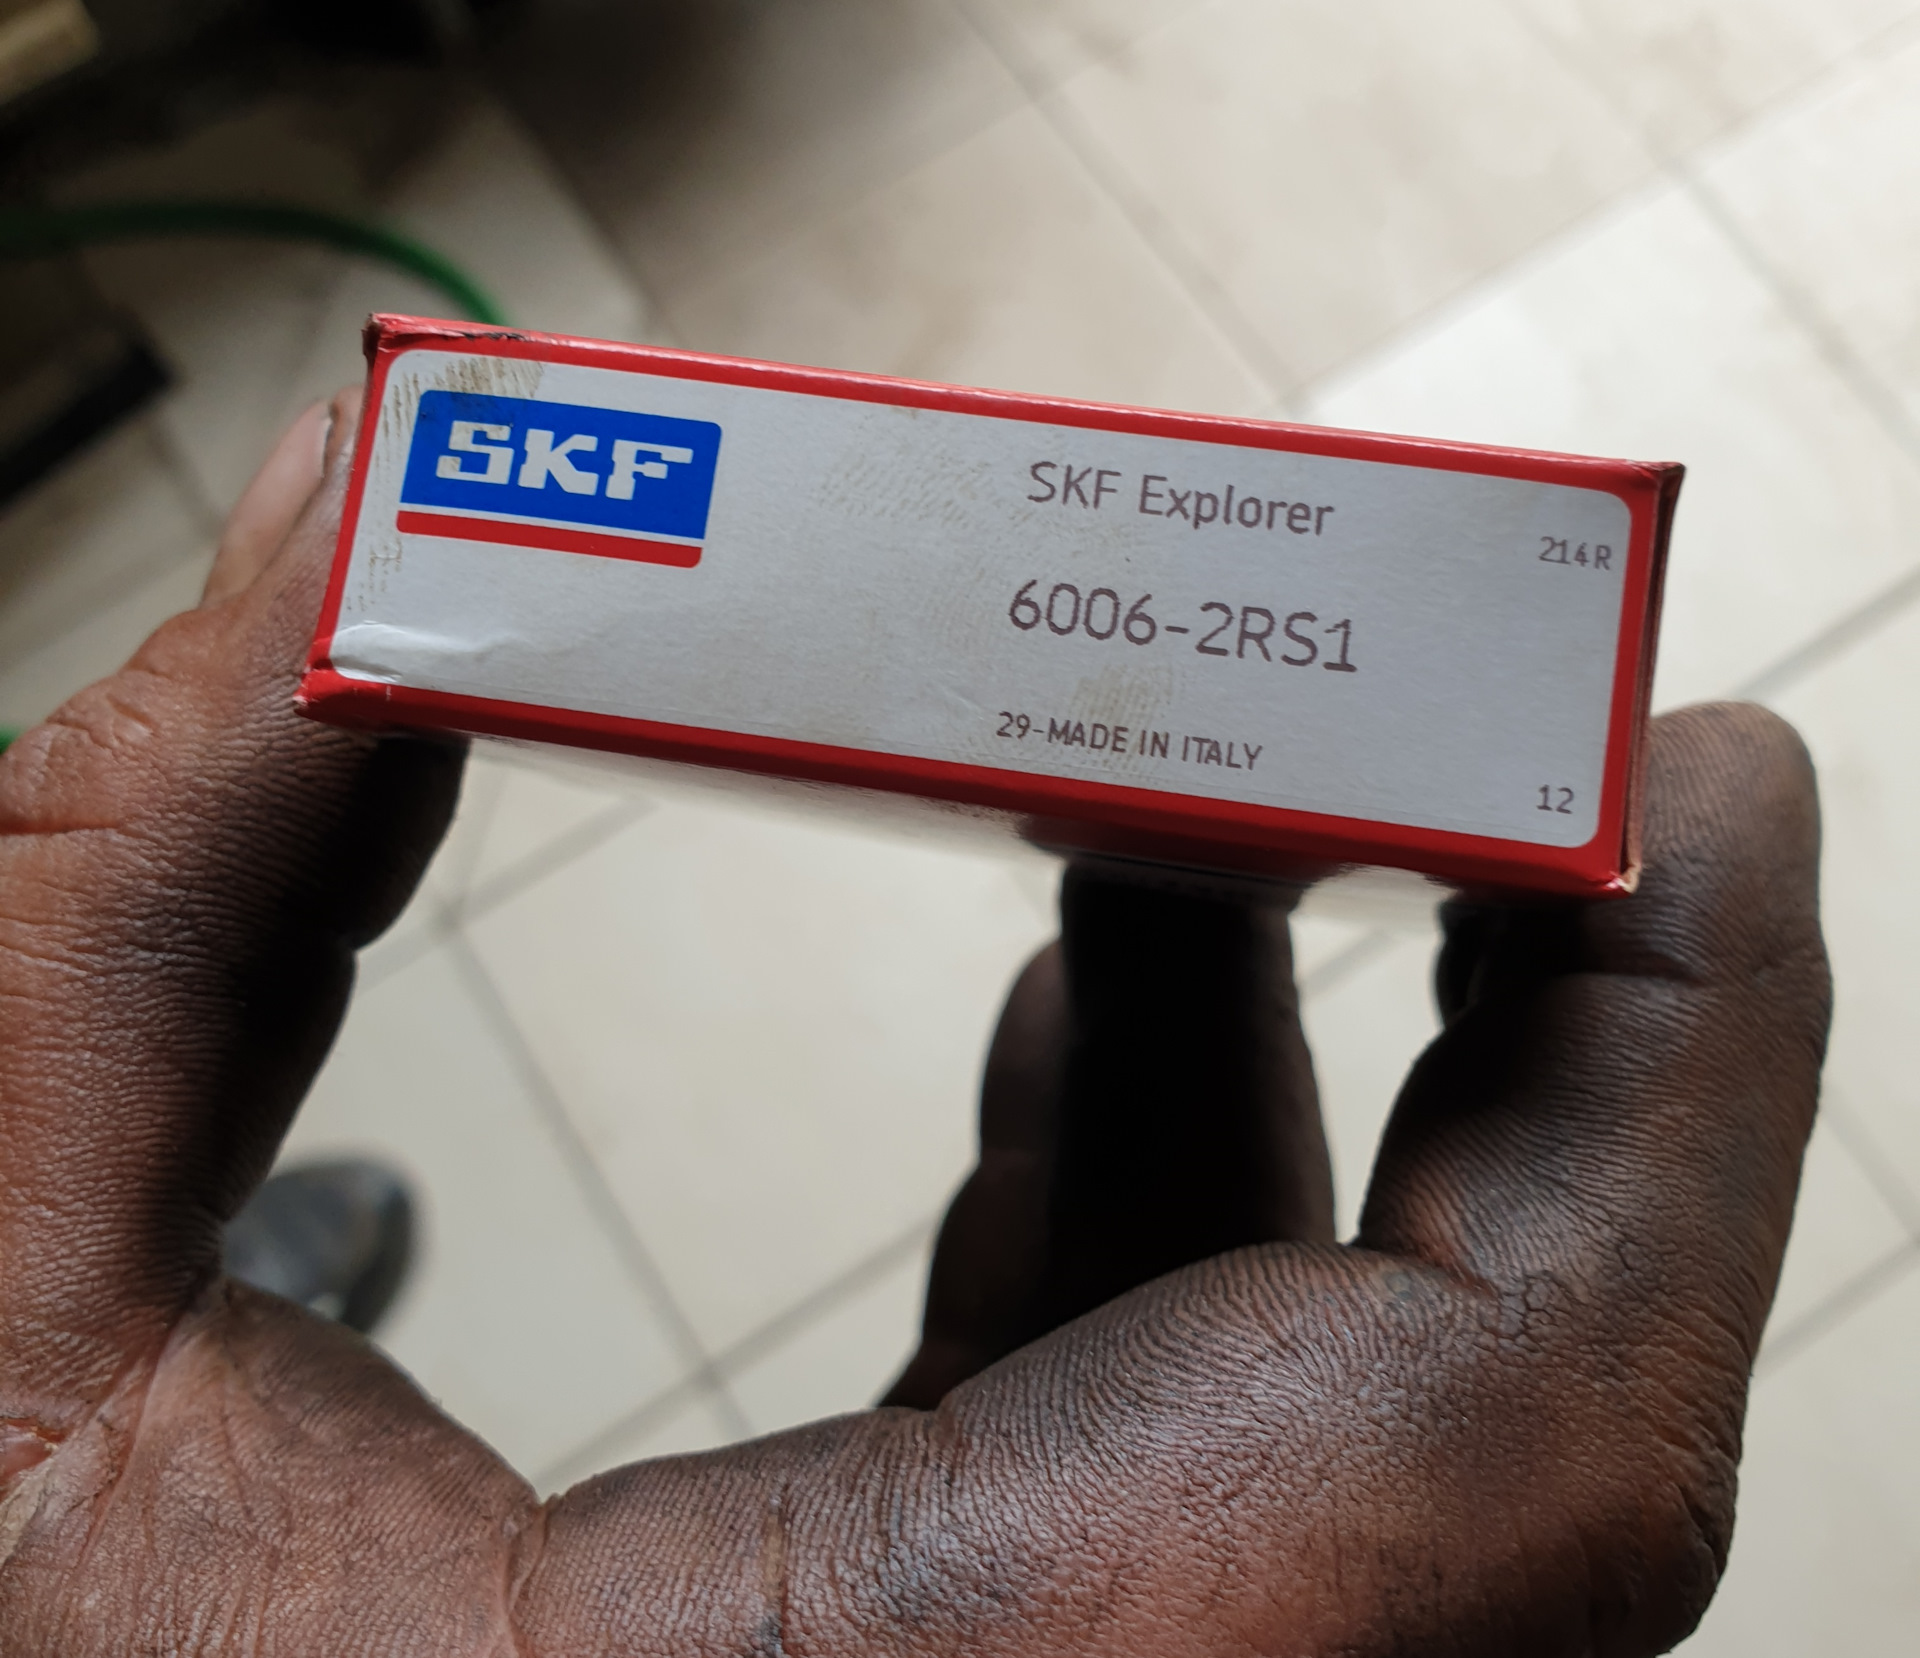 SKF
SKF Explorer
214R
6006-2RS1
29-MADE IN ITALY
12